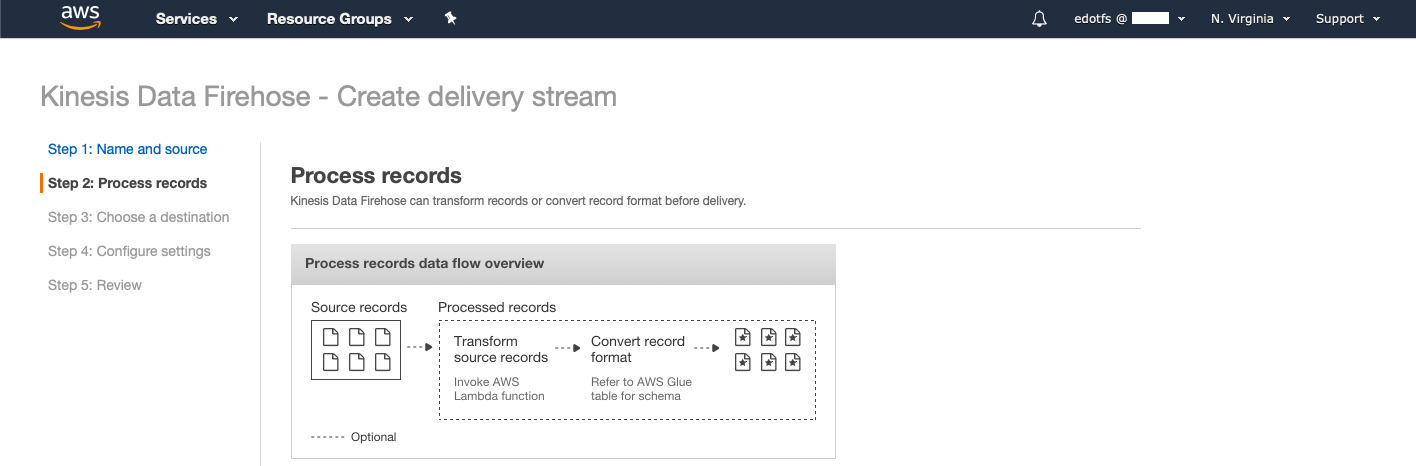 aws Services Resource Groups edotfs @ N. Virginia Support
Kinesis Data Firehose - Create delivery stream
Step 1: Name and source
Step 2: Process records
Step 3: Choose a destination
Step 4: Configure settings
Step 5: Review
Process records
Kinesis Data Firehose can transform records or convert record format before delivery.
Process records data flow overview
Source records
Processed records
Transform
source records
Invoke AWS
Lambda function
Convert record
format
Refer to AWS Glue
table for schema
Optional